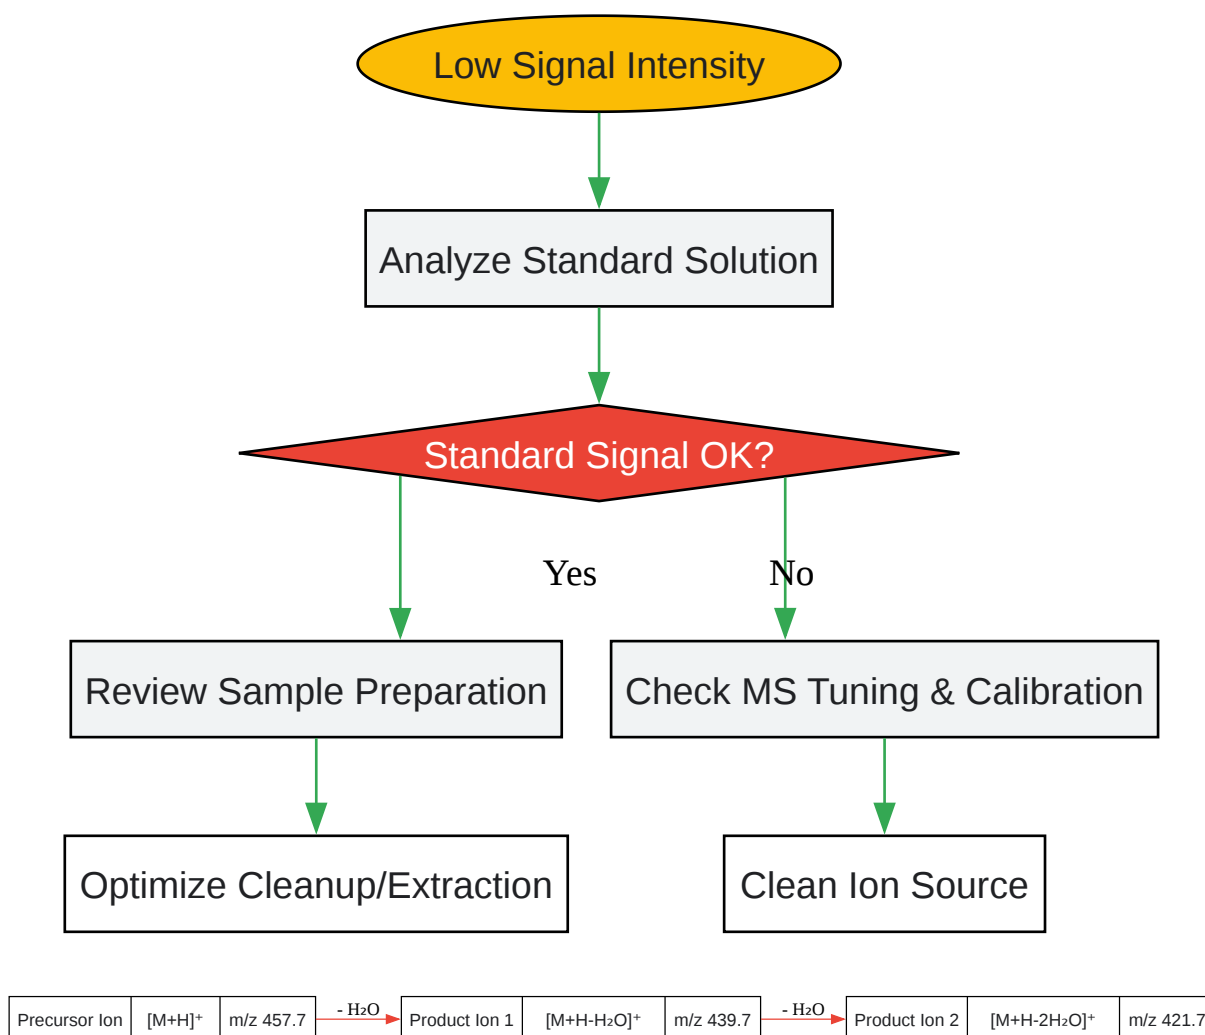 Low Signal Intensity
Analyze Standard Solution
Standard Signal OK?
Yes
No
Review Sample Preparation
Check MS Tuning & Calibration
Optimize Cleanup/Extraction
Clean Ion Source
Precursor Ion [M+H]⁺ m/z 457.7 - H₂O Product Ion 1 [M+H-H₂O]⁺ m/z 439.7 - H₂O Product Ion 2 [M+H-2H₂O]⁺ m/z 421.7